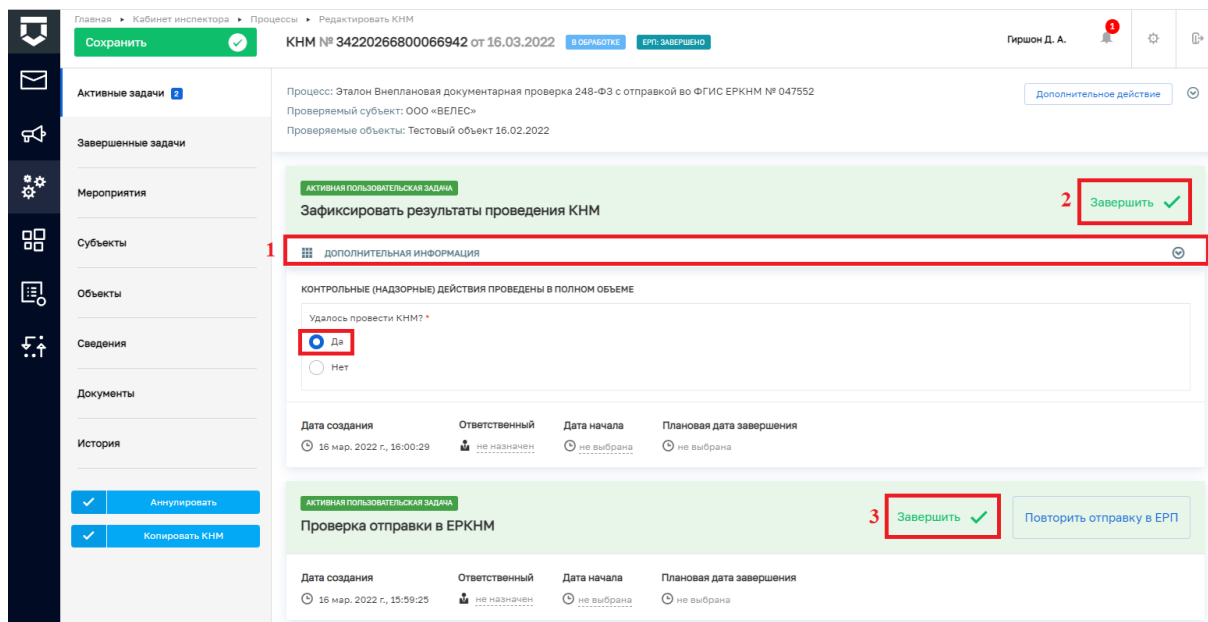 Главная ▸ Кабинет инспектора ▸ Процессы ▸ Редактировать КНМ
Сохранить
КНМ № 34220266800066942 от 16.03.2022 В ОБРАБОТКЕ ЕРП: ЗАВЕРШЕНО
Гиршон Д. А.
1
Активные задачи 2
Завершенные задачи
Мероприятия
Субъекты
Объекты
Сведения
Документы
История
Аннулировать
Копировать КНМ
Процесс: Эталон Внеплановая документарная проверка 248-ФЗ с отправкой во ФГИС ЕРКНМ № 047552
Проверяемый субъект: ООО «ВЕЛЕС»
Проверяемые объекты: Тестовый объект 16.02.2022
Дополнительное действие
АКТИВНАЯ ПОЛЬЗОВАТЕЛЬСКАЯ ЗАДАЧА
Зафиксировать результаты проведения КНМ
2 Завершить
1 ДОПОЛНИТЕЛЬНАЯ ИНФОРМАЦИЯ
КОНТРОЛЬНЫЕ (НАДЗОРНЫЕ) ДЕЙСТВИЯ ПРОВЕДЕНЫ В ПОЛНОМ ОБЪЕМЕ
Удалось провести КНМ? *
Да
Нет
Дата создания Ответственный Дата начала Плановая дата завершения
16 мар. 2022 г., 16:00:29 не назначен не выбрана не выбрана
АКТИВНАЯ ПОЛЬЗОВАТЕЛЬСКАЯ ЗАДАЧА
Проверка отправки в ЕРКНМ
3 Завершить
Повторить отправку в ЕРП
Дата создания Ответственный Дата начала Плановая дата завершения
16 мар. 2022 г., 15:59:25 не назначен не выбрана не выбрана